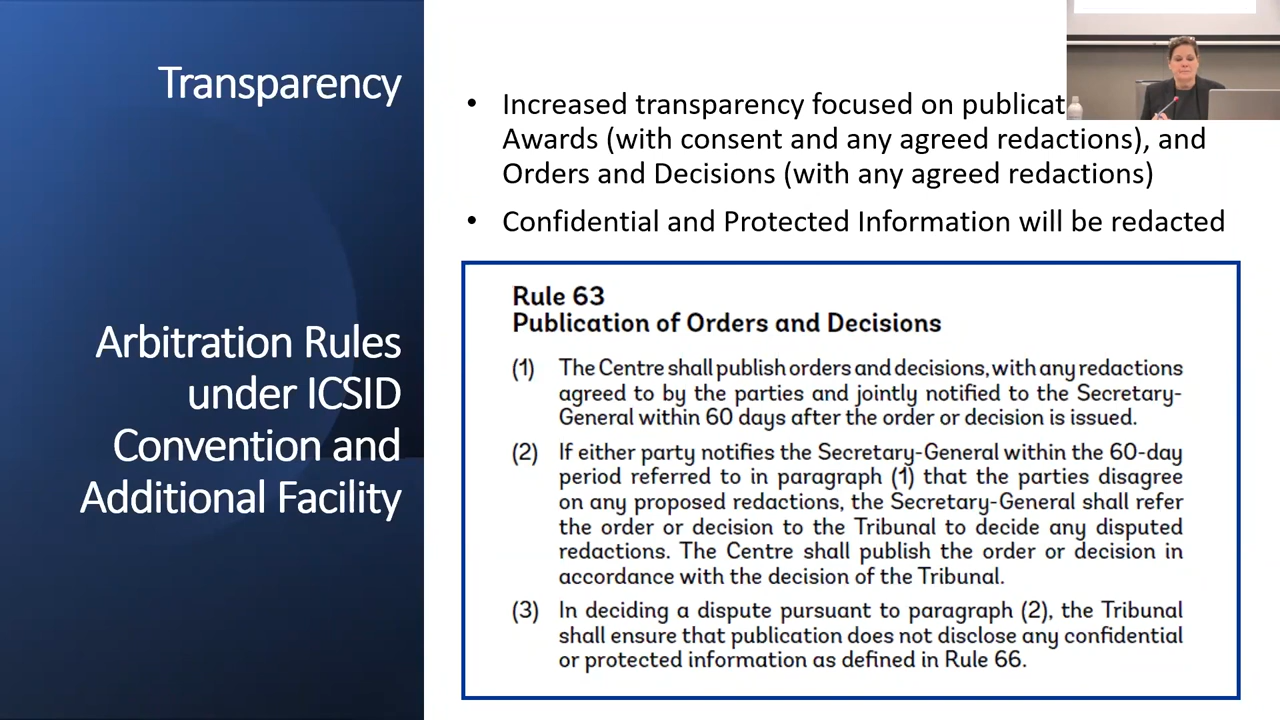 Transparency
Arbitration Rules
under ICSID
Convention and
Additional Facility
• Increased transparency focused on
Awards (with consent and any agreed redactions), and
Orders and Decisions (with any agreed redactions)
• Confidential and Protected Information will be redacted
Rule 63
Publication of Orders and Decisions
(1) The Centre shall publish orders and decisions, with any redactions
agreed to by the parties and jointly notified to the Secretary-
General within 60 days after the order or decision is issued.
(2) If either party notifies the Secretary-General within the 60-day
period referred to in paragraph (1) that the parties disagree
on any proposed redactions, the Secretary-General shall refer
the order or decision to the Tribunal to decide any disputed
redactions. The Centre shall publish the order or decision in
accordance with the decision of the Tribunal.
(3) In deciding a dispute pursuant to paragraph (2), the Tribunal
shall ensure that publication does not disclose any confidential
or protected information as defined in Rule 66.